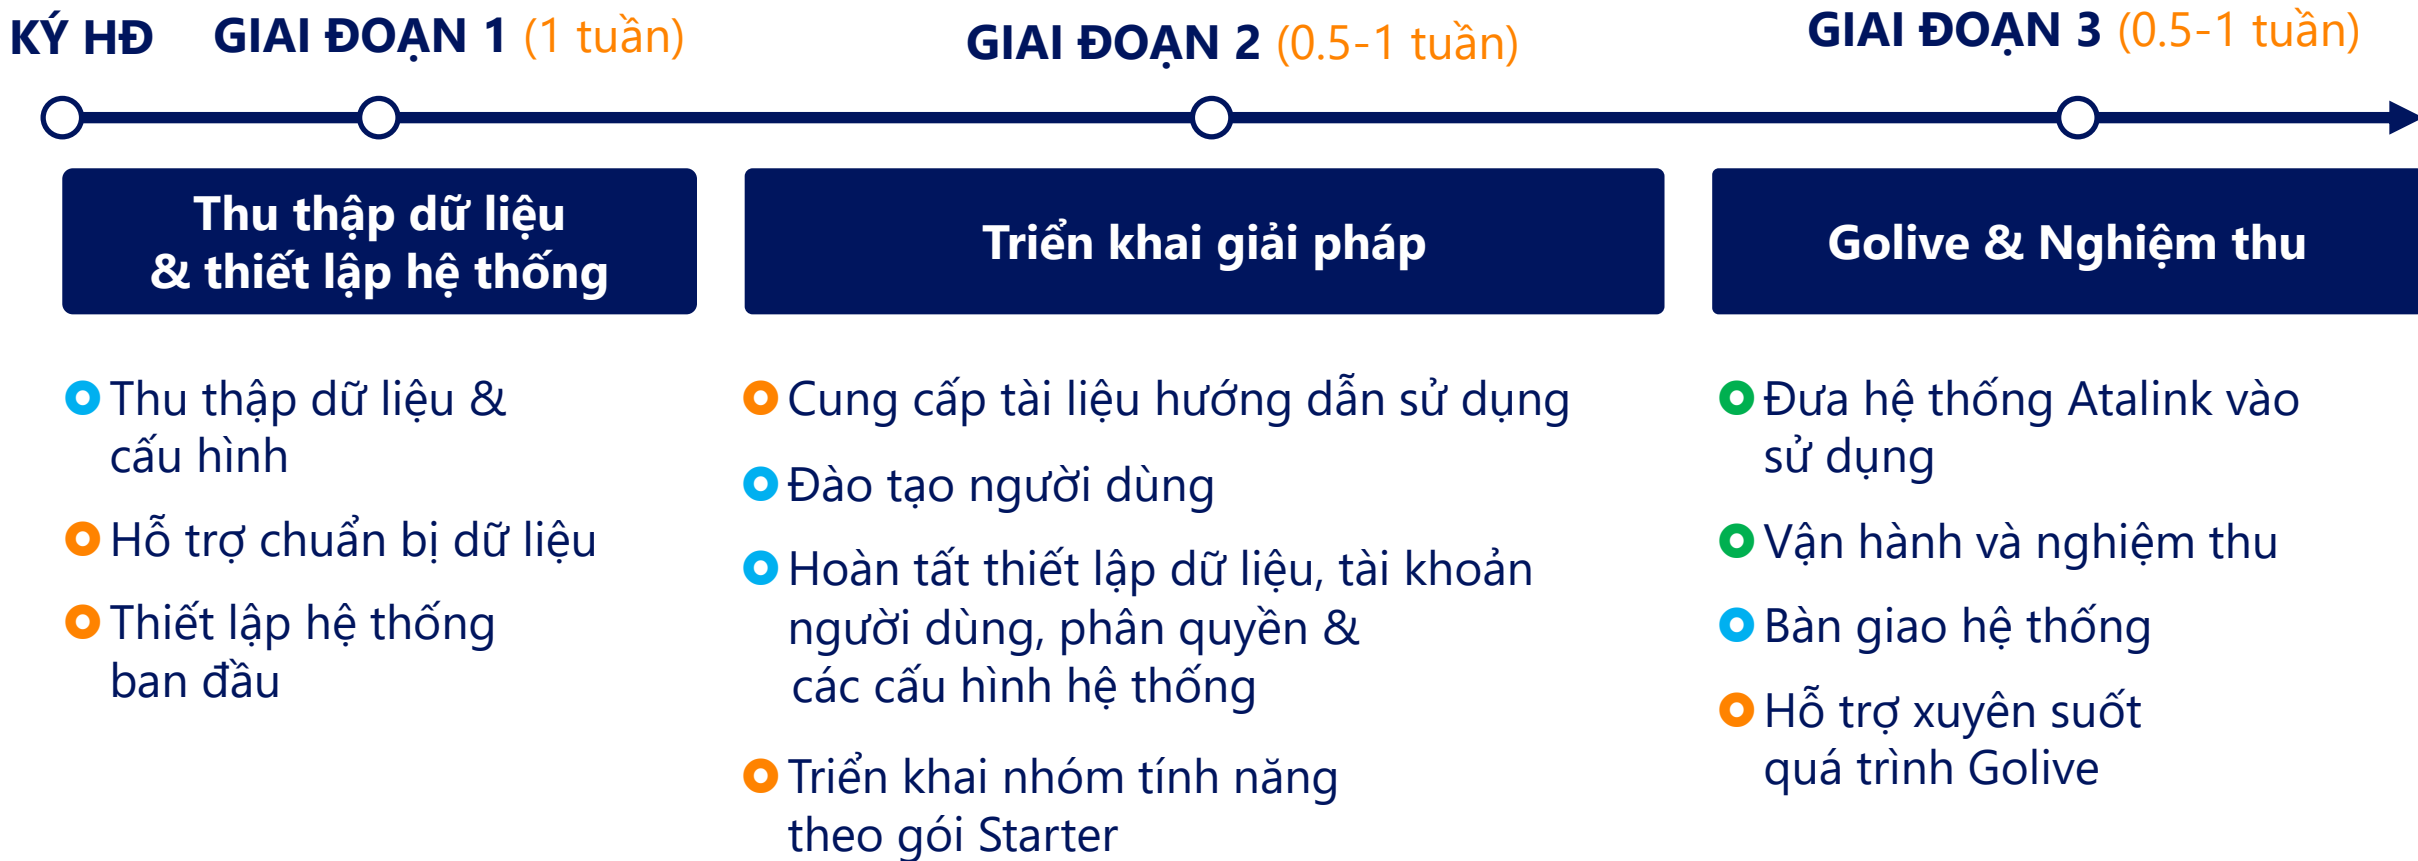 KÝ HĐ
GIAI ĐOẠN 1 (1 tuần)
GIAI ĐOẠN 2 (0.5-1 tuần)
GIAI ĐOẠN 3 (0.5-1 tuần)
Thu thập dữ liệu
& thiết lập hệ thống
Thu thập dữ liệu &
cấu hình
Hỗ trợ chuẩn bị dữ liệu
Thiết lập hệ thống
ban đầu
Triển khai giải pháp
Cung cấp tài liệu hướng dẫn sử dụng
Đào tạo người dùng
Hoàn tất thiết lập dữ liệu, tài khoản
người dùng, phân quyền &
các cấu hình hệ thống
Triển khai nhóm tính năng
theo gói Starter
Golive & Nghiệm thu
Đưa hệ thống Atalink vào
sử dụng
Vận hành và nghiệm thu
Bàn giao hệ thống
Hỗ trợ xuyên suốt
quá trình Golive